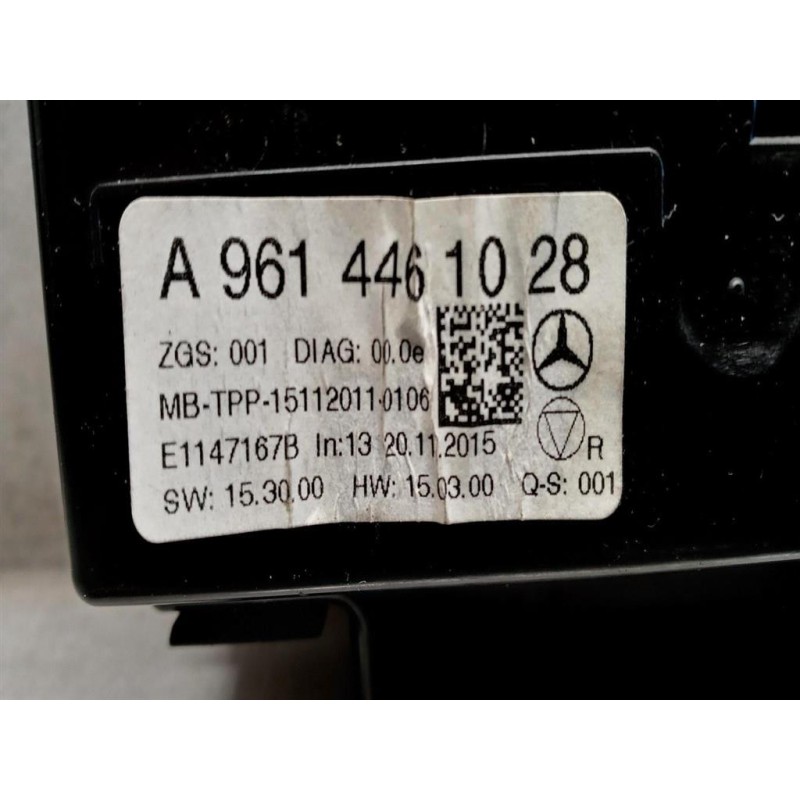 A 961 446 10 28
ZGS: 001 DIAG: 00.0e
MB-TPP-15112011-0106
E1147167B In:13 20.11.2015
R
SW: 15.30.00 HW: 15.03.00 Q-S: 001